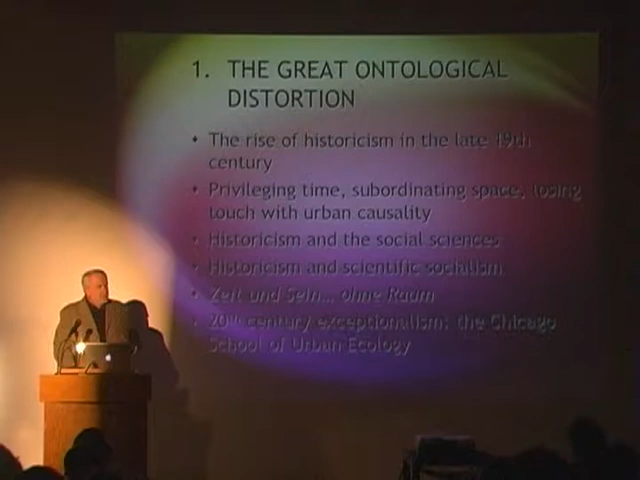 1. THE GREAT ONTOLOGICAL
DISTORTION
• The rise of historicism in the late 19th
century
• Privileging time, subordinating space, losing
touch with urban causality
• Historicism and the social sciences
• Historicism and scientific socialism
• Zeit und Sein... ohne Raum
• 20th century exceptionalism: the Chicago
School of Urban Ecology